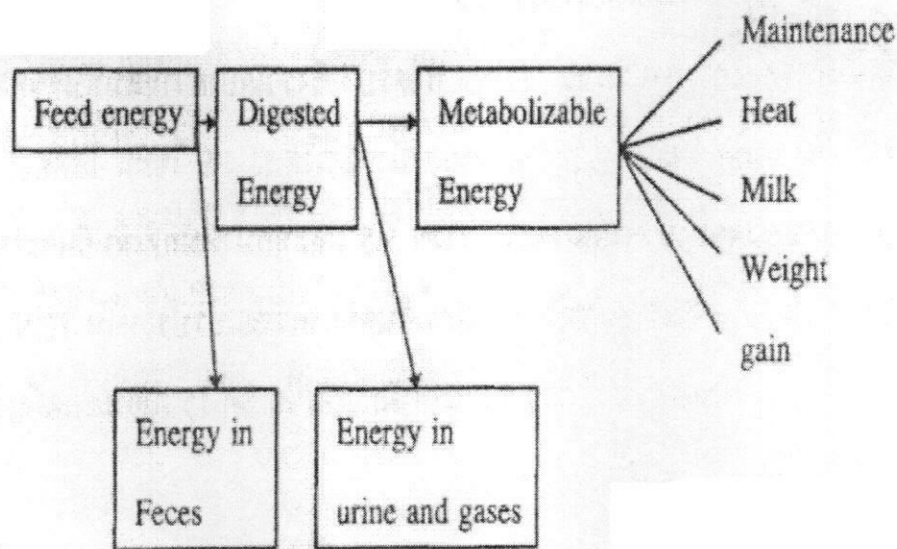 Feed energy
Digested
Energy
Metabolizable
Energy
Maintenance
Heat
Milk
Weight
gain
Energy in
Feces
Energy in
urine and gases